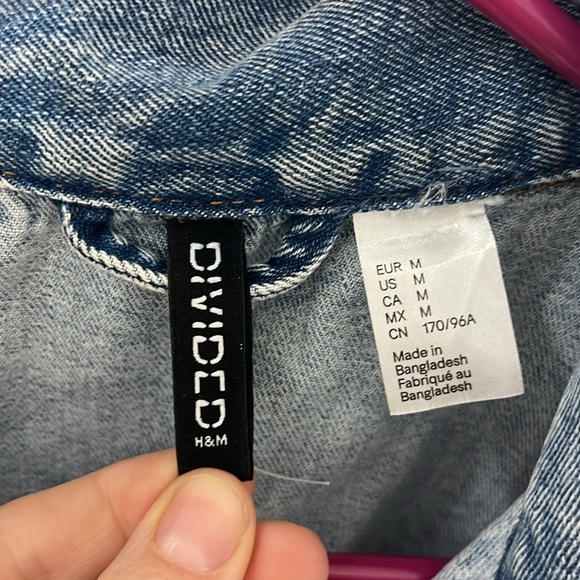 DIVIDED
H&M
EUR M
US M
CA M
MX M
CN 170/96A
Made in
Bangladesh
Fabriqué au
Bangladesh